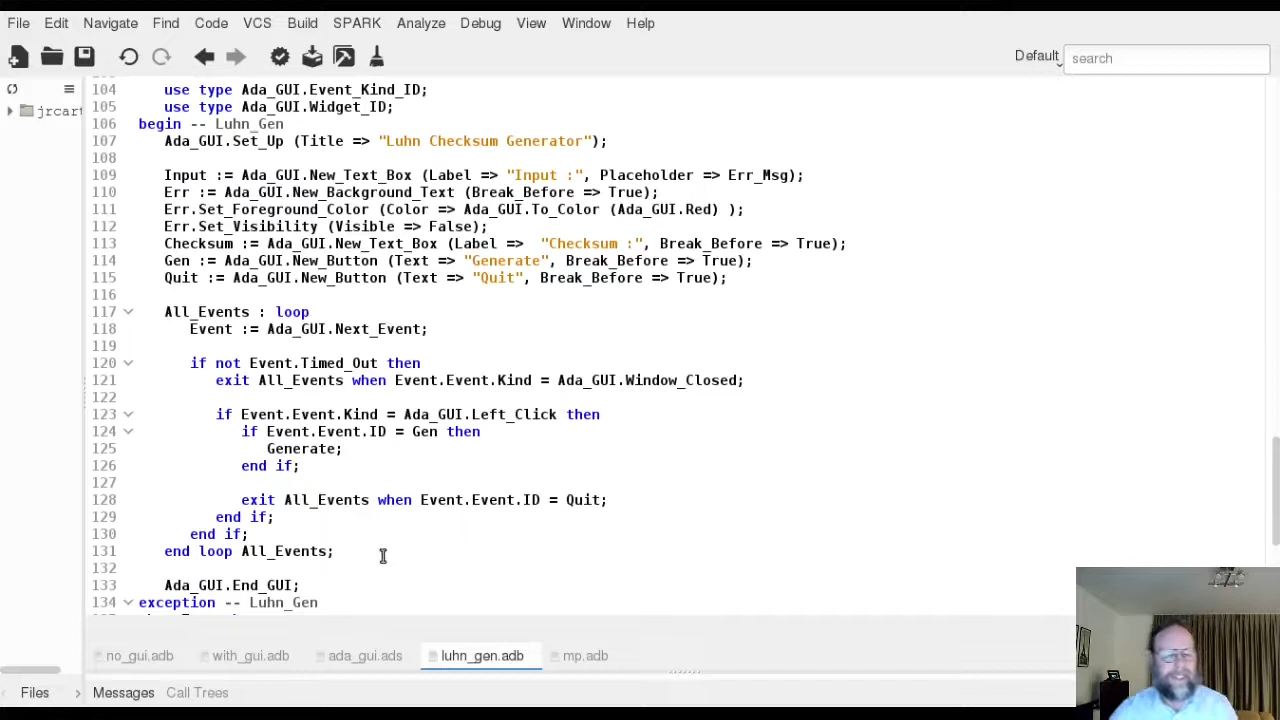 File Edit Navigate Find Code VCS Build SPARK Analyze Debug View Window Help
Default search
jrcart
104 use type Ada_GUI.Event_Kind_ID;
105 use type Ada_GUI.Widget_ID;
106 begin -- Luhn_Gen
107 Ada_GUI.Set_Up (Title => "Luhn Checksum Generator");
108
109 Input := Ada_GUI.New_Text_Box (Label => "Input :", Placeholder => Err_Msg);
110 Err := Ada_GUI.New_Background_Text (Break_Before => True);
111 Err.Set_Foreground_Color (Color => Ada_GUI.To_Color (Ada_GUI.Red) );
112 Err.Set_Visibility (Visible => False);
113 Checksum := Ada_GUI.New_Text_Box (Label =>  "Checksum :", Break_Before => True);
114 Gen := Ada_GUI.New_Button (Text => "Generate", Break_Before => True);
115 Quit := Ada_GUI.New_Button (Text => "Quit", Break_Before => True);
116
117 All_Events : loop
118 Event := Ada_GUI.Next_Event;
119
120 if not Event.Timed_Out then
121 exit All_Events when Event.Event.Kind = Ada_GUI.Window_Closed;
122
123 if Event.Event.Kind = Ada_GUI.Left_Click then
124 if Event.Event.ID = Gen then
125 Generate;
126 end if;
127
128 exit All_Events when Event.Event.ID = Quit;
129 end if;
130 end if;
131 end loop All_Events;
132
133 Ada_GUI.End_GUI;
134 exception -- Luhn_Gen
no_gui.adb with_gui.adb ada_gui.ads luhn_gen.adb mp.adb
Files Messages Call Trees